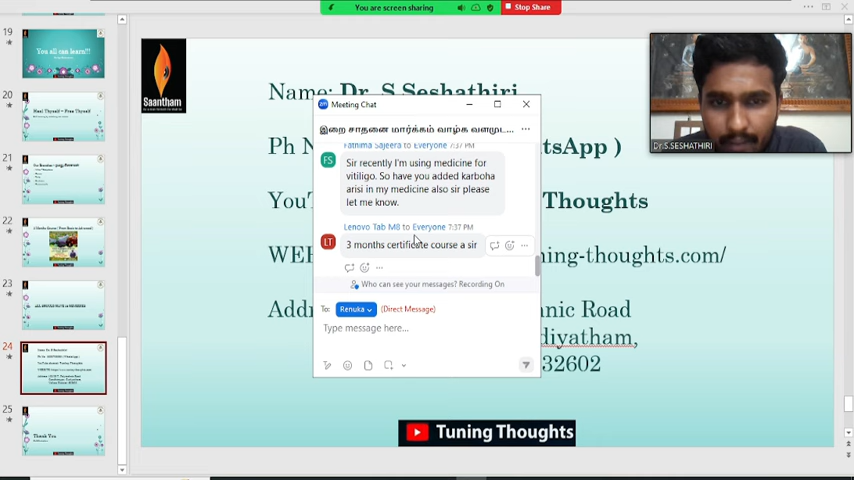 You are screen sharing
Stop Share
19
You all can learn!!!
20
21
22
23
24
25
Thank You
Saantham
Name: Dr. S.Seshathiri
Ph N
tsApp )
YouT
Thoughts
WEB
ning-thoughts.com/
Addr
anic Road
diyatham,
32602
Dr.S.SESHATHIRI
Meeting Chat
இறை சாதனை மார்க்கம் வாழ்க வளமுட...
Fathima Sajeera to Everyone 7:37 PM
FS
Sir recently I'm using medicine for
vitiligo. So have you added karboha
arisi in my medicine also sir please
let me know.
Lenovo Tab M8 to Everyone 7:37 PM
LT
3 months certificate course a sir
Who can see your messages? Recording On
To: Renuka (Direct Message)
Type message here...
Tuning Thoughts